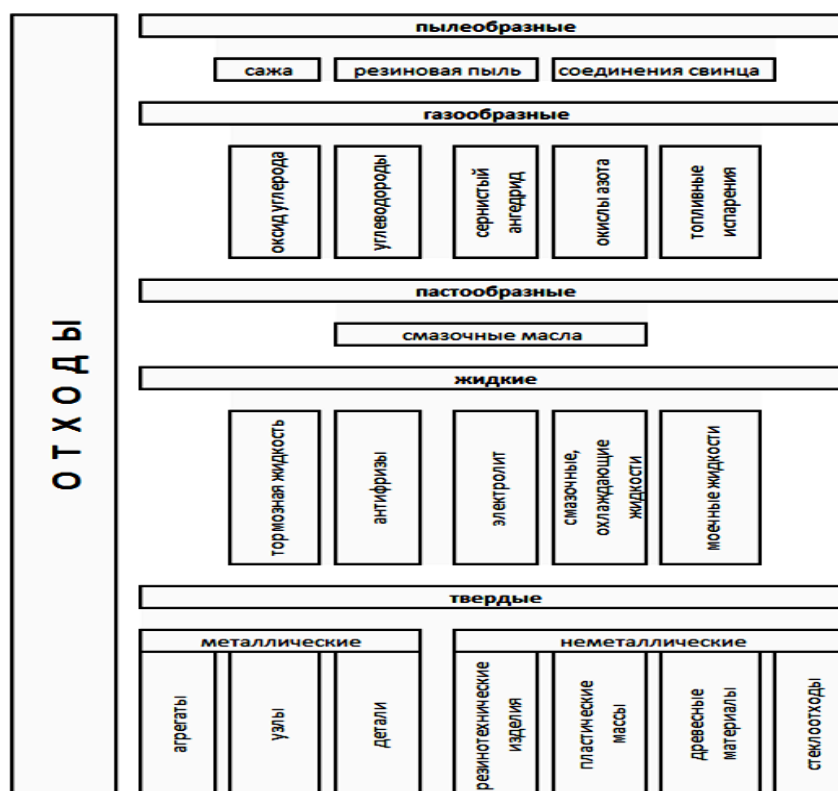 ОТХОДЫ
пылеобразные
сажа
резиновая пыль
соединения свинца
газообразные
оксид углерода
углеводороды
сернистый
ангедрид
окислы азота
топливные
испарения
пастообразные
смазочные масла
жидкие
тормозная жидкость
антифризы
электролит
смазочные,
охлаждающие
жидкости
моечные жидкости
твердые
металлические
неметаллические
агрегаты
узлы
детали
резинотехнические
изделия
пластические
массы
древесные
материалы
стеклоотходы